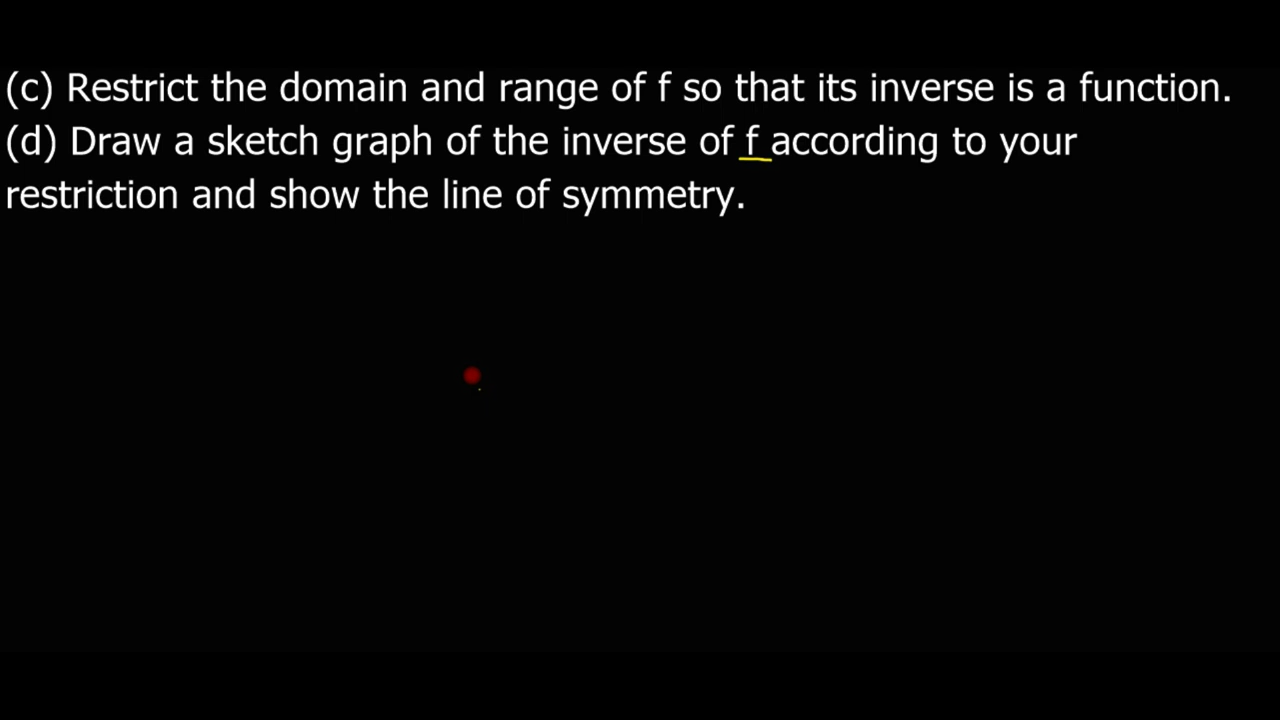 (c) Restrict the domain and range of f so that its inverse is a function.
(d) Draw a sketch graph of the inverse of f according to your
restriction and show the line of symmetry.